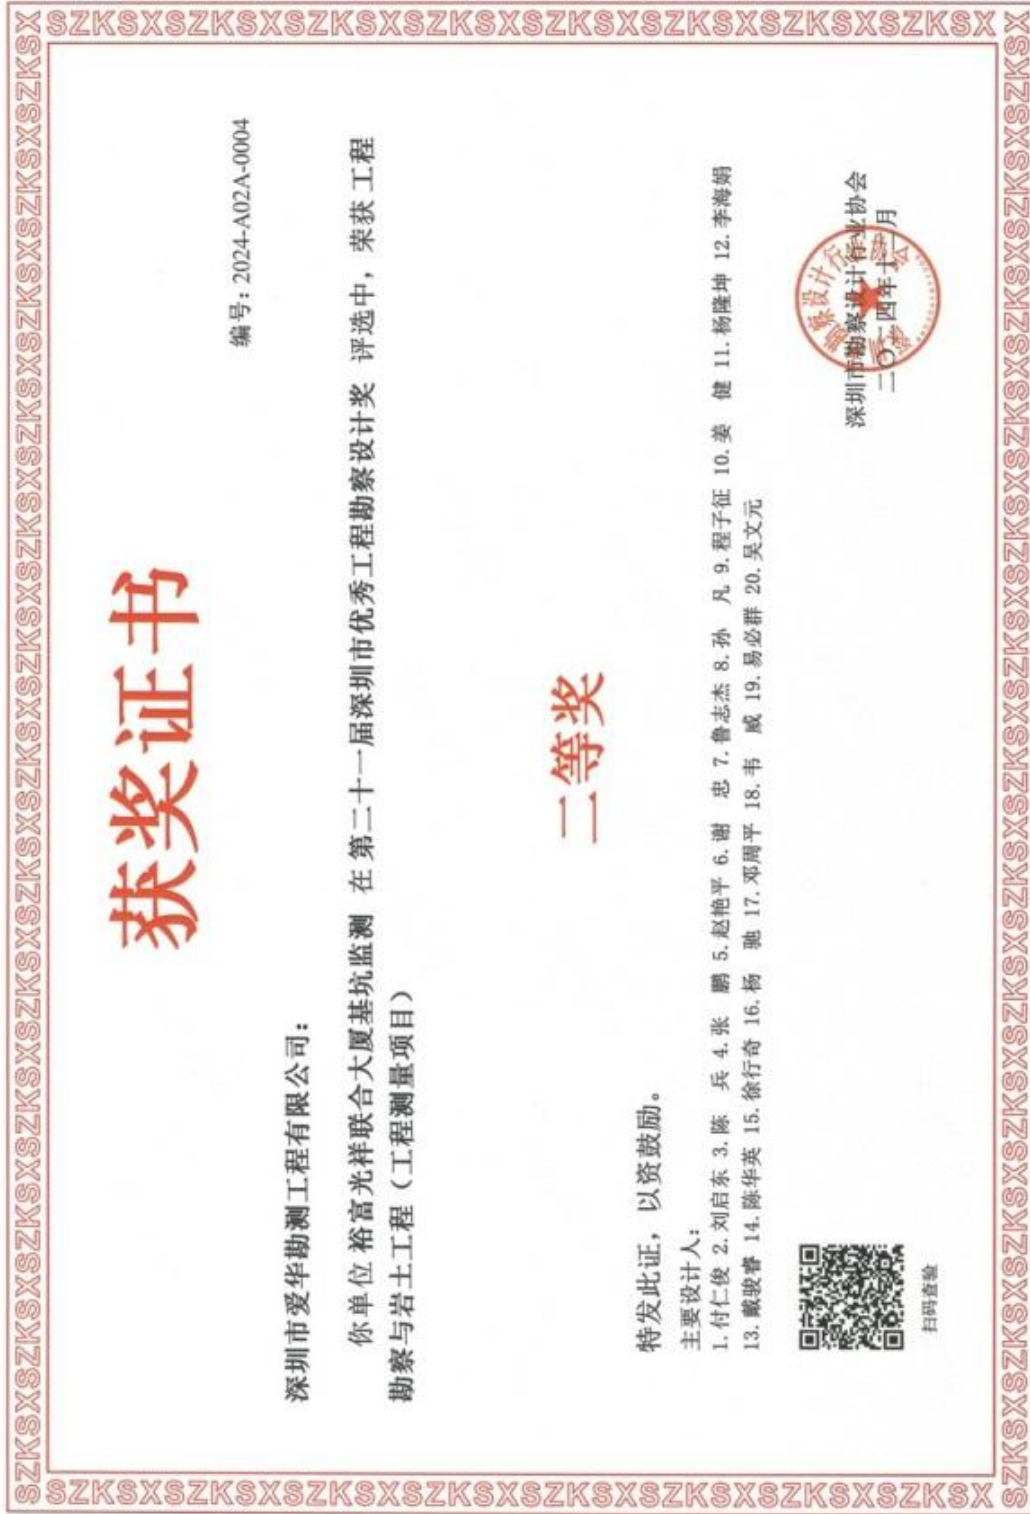 获奖证书
编号：2024-A02A-0004
深圳市爱华勘测工程有限公司：
你单位 裕富光祥联合大厦基坑监测 在 第二十一届深圳市优秀工程勘察设计奖 评选中，荣获 工程
勘察与岩土工程（工程测量项目）
二等奖
特发此证，以资鼓励。
主要设计人：
1.付仁俊 2.刘启东 3.陈 兵 4.张 鹏 5.赵艳平 6.谢 忠 7.鲁志杰 8.孙 凡 9.程子征 10.姜 健 11.杨隆坤 12.李海娟
13.戴骏睿 14.陈华英 15.徐行奇 16.杨 驰 17.邓周平 18.韦 威 19.易必群 20.吴文元
扫码查验
深圳市勘察设计行业协会
二〇二四年十一月
SZKSXSZKSXSZKSXSZKSXSZKSXSZKSXSZKSXSZKSX